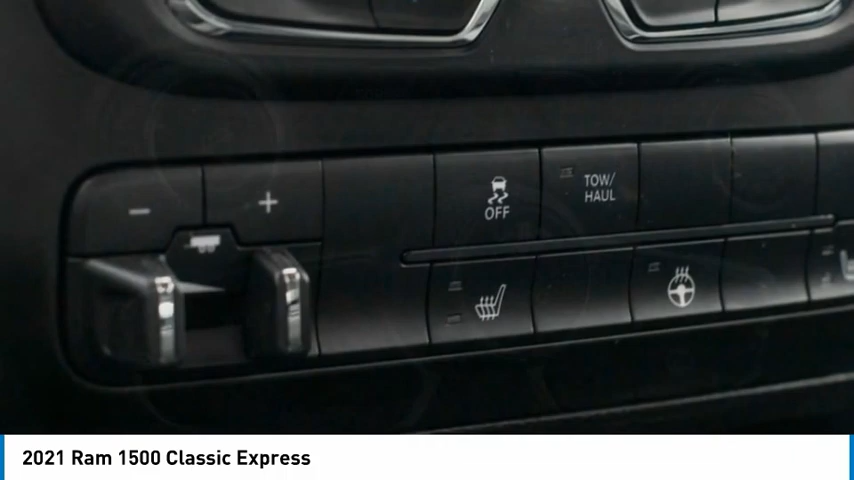 − +
OFF
TOW/
HAUL
2021 Ram 1500 Classic Express